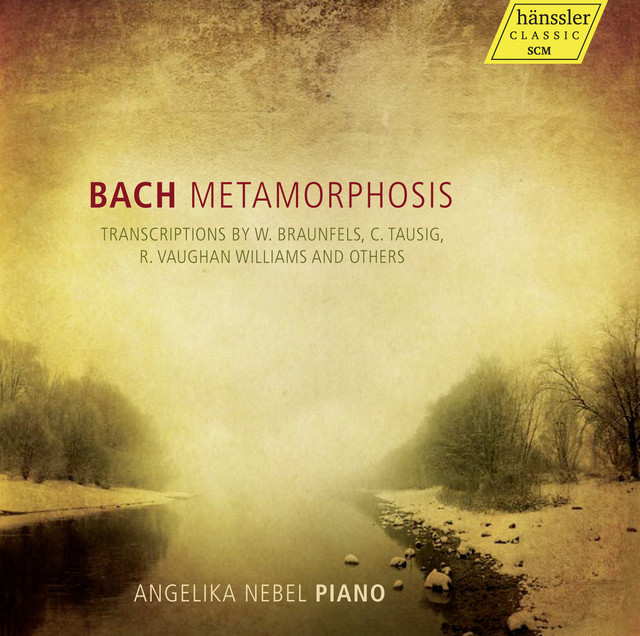 hänssler
CLASSIC
SCM
BACH METAMORPHOSIS
TRANSCRIPTIONS BY W. BRAUNFELS, C. TAUSIG,
R. VAUGHAN WILLIAMS AND OTHERS
ANGELIKA NEBEL PIANO